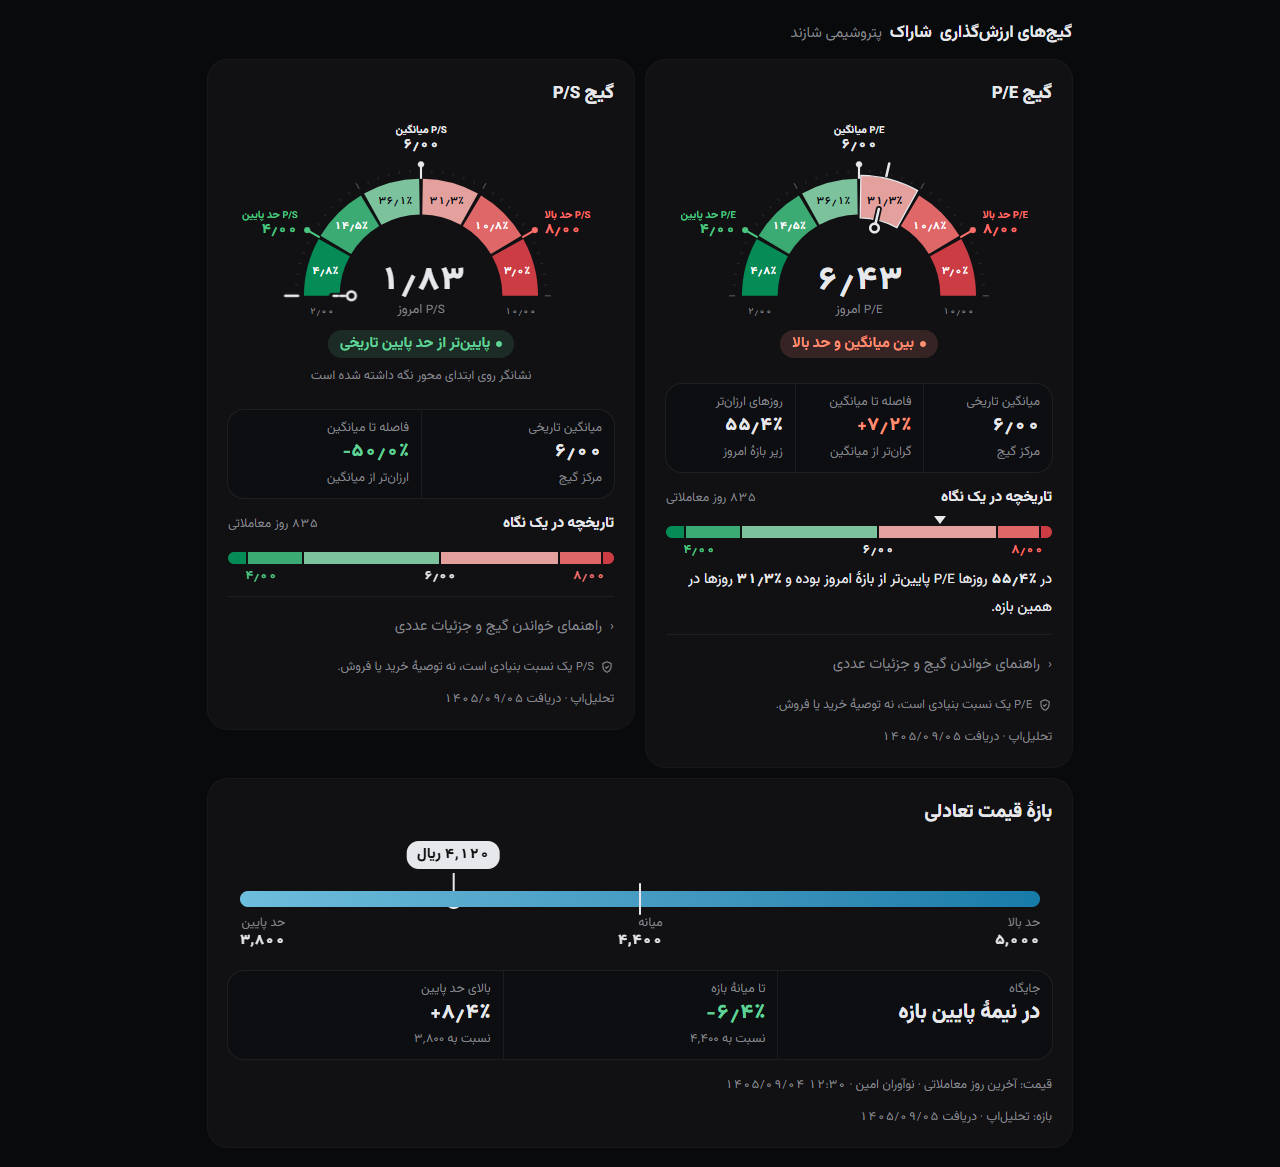 گیج‌های ارزش‌گذاری شاراک پتروشیمی شازند
گیج P/E
P/E میانگین
۶٫۰۰
P/E حد بالا
۸٫۰۰
P/E حد پایین
۴٫۰۰
۴٫۸٪
۱۴٫۵٪
۳۶٫۱٪
۳۱٫۳٪
۱۰٫۸٪
۳٫۰٪
۶٫۴۳
P/E امروز
۲٫۰۰
۱۰٫۰۰
بین میانگین و حد بالا
میانگین تاریخی
۶٫۰۰
مرکز گیج
فاصله تا میانگین
+۷٫۲٪
گران‌تر از میانگین
روزهای ارزان‌تر
۵۵٫۴٪
زیر بازهٔ امروز
تاریخچه در یک نگاه
۸۳۵ روز معاملاتی
۸٫۰۰
۶٫۰۰
۴٫۰۰
در ۵۵٫۴٪ روزها P/E پایین‌تر از بازهٔ امروز بوده و ۳۱٫۳٪ روزها در
همین بازه.
‹ راهنمای خواندن گیج و جزئیات عددی
P/E یک نسبت بنیادی است، نه توصیهٔ خرید یا فروش.
تحلیل‌اپ · دریافت ۱۴۰۵/۰۹/۰۵
گیج P/S
P/S میانگین
۶٫۰۰
P/S حد بالا
۸٫۰۰
P/S حد پایین
۴٫۰۰
۴٫۸٪
۱۴٫۵٪
۳۶٫۱٪
۳۱٫۳٪
۱۰٫۸٪
۳٫۰٪
۱٫۸۳
P/S امروز
۲٫۰۰
۱۰٫۰۰
پایین‌تر از حد پایین تاریخی
نشانگر روی ابتدای محور نگه داشته شده است
میانگین تاریخی
۶٫۰۰
مرکز گیج
فاصله تا میانگین
-۵۰٫۰٪
ارزان‌تر از میانگین
تاریخچه در یک نگاه
۸۳۵ روز معاملاتی
۸٫۰۰
۶٫۰۰
۴٫۰۰
‹ راهنمای خواندن گیج و جزئیات عددی
P/S یک نسبت بنیادی است، نه توصیهٔ خرید یا فروش.
تحلیل‌اپ · دریافت ۱۴۰۵/۰۹/۰۵
بازهٔ قیمت تعادلی
۴,۱۲۰ ریال
حد بالا
۵,۰۰۰
میانه
۴,۴۰۰
حد پایین
۳,۸۰۰
جایگاه
در نیمهٔ پایین بازه
تا میانهٔ بازه
-۶٫۴٪
نسبت به ۴,۴۰۰
بالای حد پایین
+۸٫۴٪
نسبت به ۳,۸۰۰
قیمت: آخرین روز معاملاتی · نوآوران امین · ۱۴۰۵/۰۹/۰۴ ۱۲:۳۰
بازه: تحلیل‌اپ · دریافت ۱۴۰۵/۰۹/۰۵